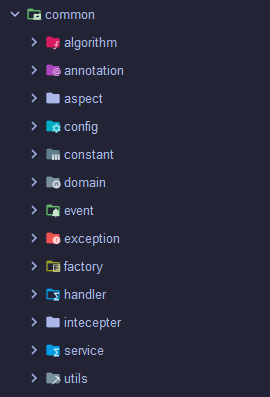 common
algorithm
annotation
aspect
config
constant
domain
event
exception
factory
handler
intecepter
service
utils